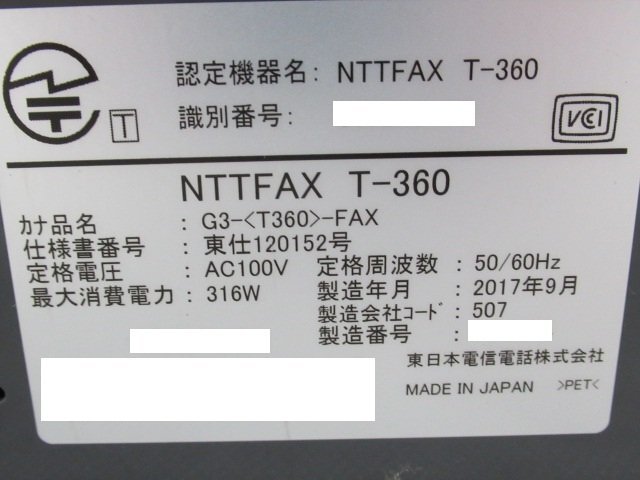 認定機器名: NTTFAX T-360
T
識別番号:
VCI
NTTFAX T-360
カナ品名 : G3-<T360>-FAX
仕様書番号 : 東仕120152号
定格電圧 : AC100V 定格周波数 : 50/60Hz
最大消費電力 : 316W 製造年月 : 2017年9月
製造会社コード : 507
製造番号 :
東日本電信電話株式会社
MADE IN JAPAN >PET<